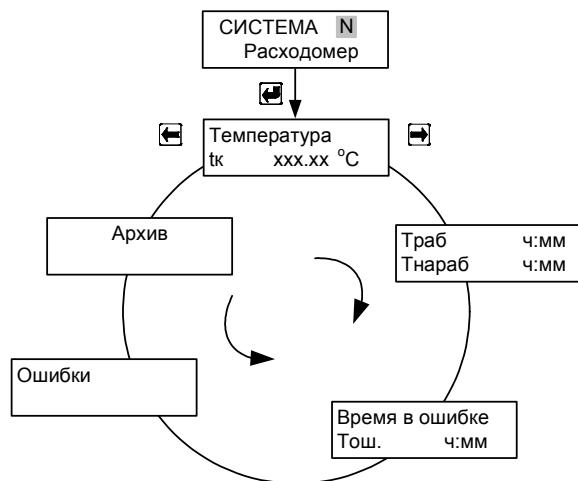 СИСТЕМА N
Расходомер
Температура
tк xxx.xx °C
Траб ч:мм
Тнараб ч:мм
Время в ошибке
Тош. ч:мм
Ошибки
Архив